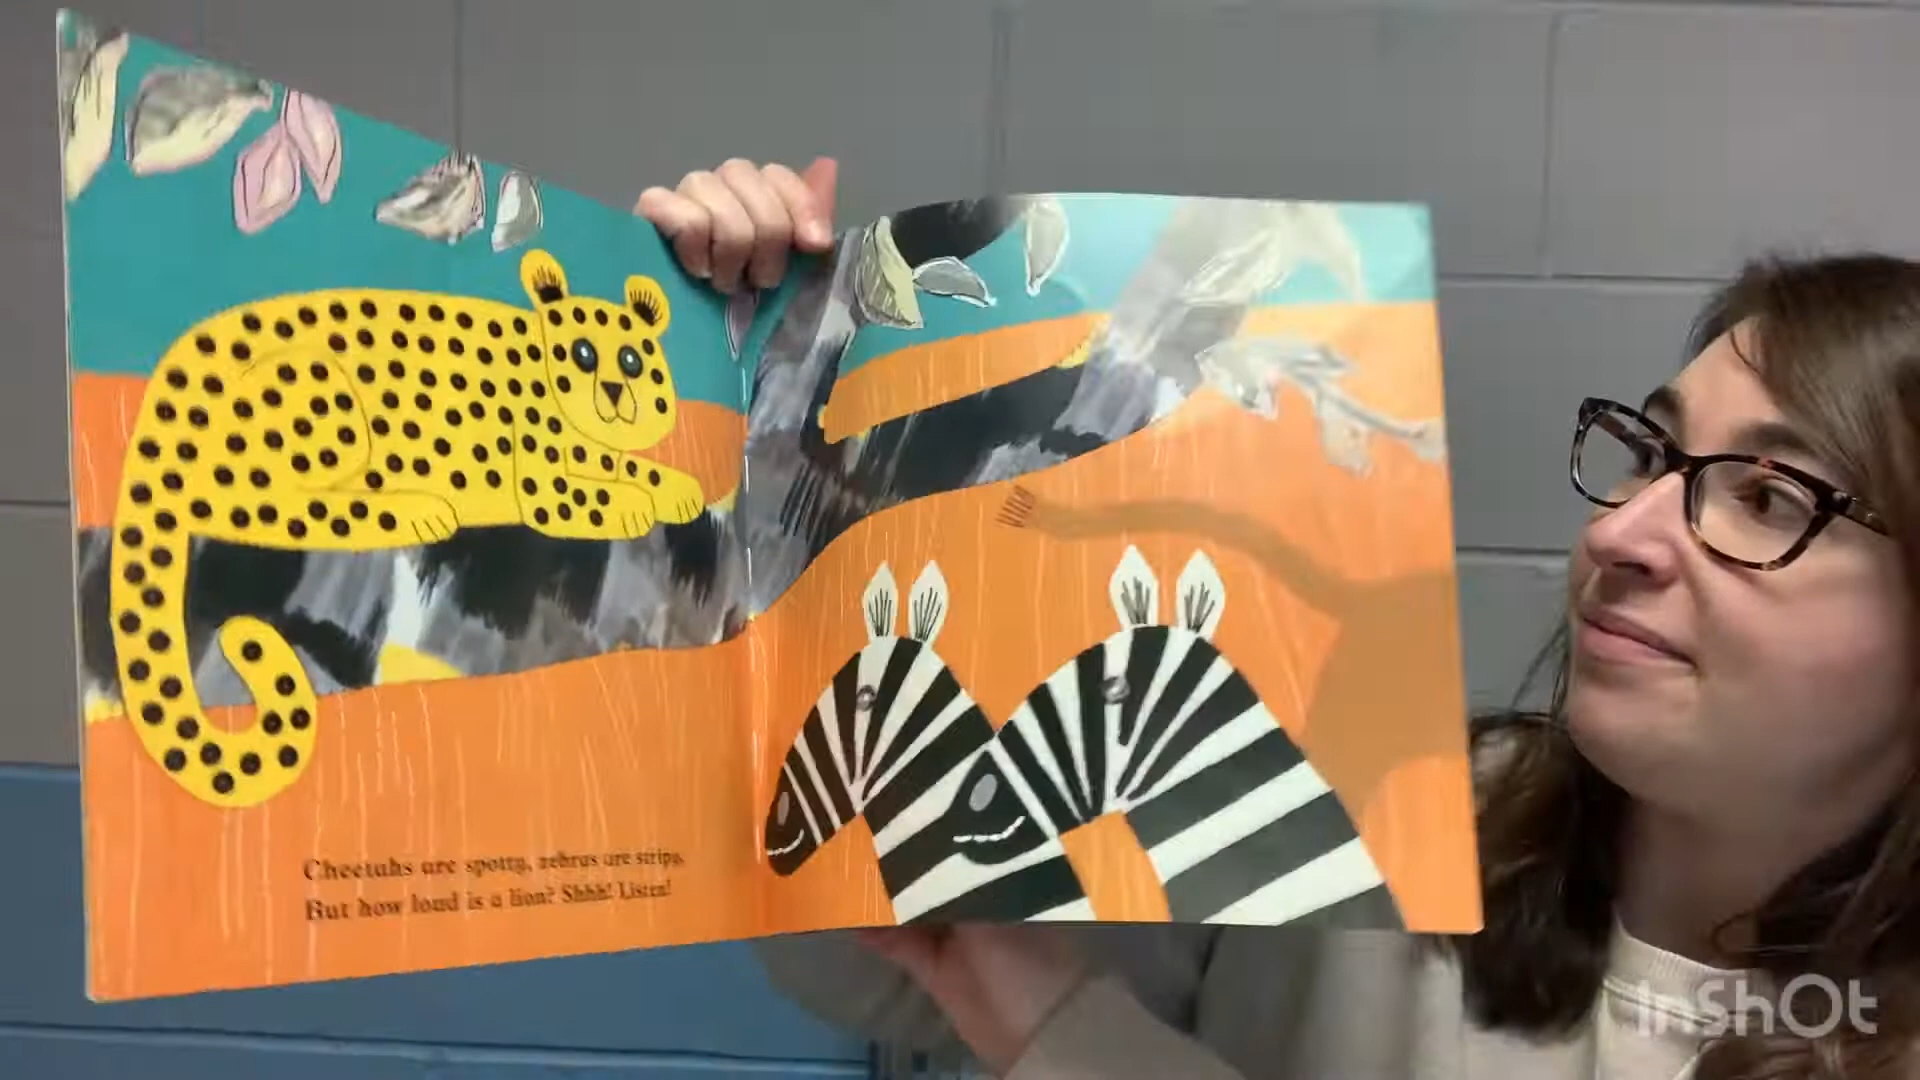 Cheetahs are spotty, zebras are stripy,
But how loud is a lion? Shhh! Listen!
InShOt